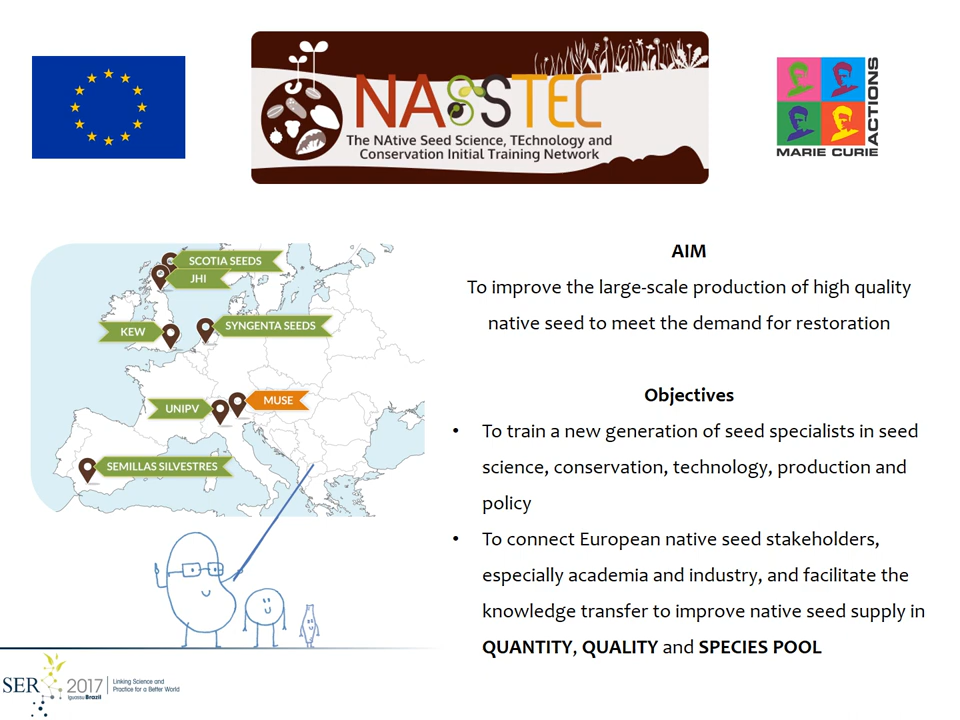 NASSTEC
The NAtive Seed Science, TEchnology and
Conservation Initial Training Network
MARIE CURIE
ACTIONS
SCOTIA SEEDS
JHI
KEW
SYNGENTA SEEDS
UNIPV
MUSE
SEMILLAS SILVESTRES
AIM
To improve the large-scale production of high quality
native seed to meet the demand for restoration
Objectives
• To train a new generation of seed specialists in seed
science, conservation, technology, production and
policy
• To connect European native seed stakeholders,
especially academia and industry, and facilitate the
knowledge transfer to improve native seed supply in
QUANTITY, QUALITY and SPECIES POOL
SER 2017
Iguassu Brazil
Linking Science and
Practice for a Better World